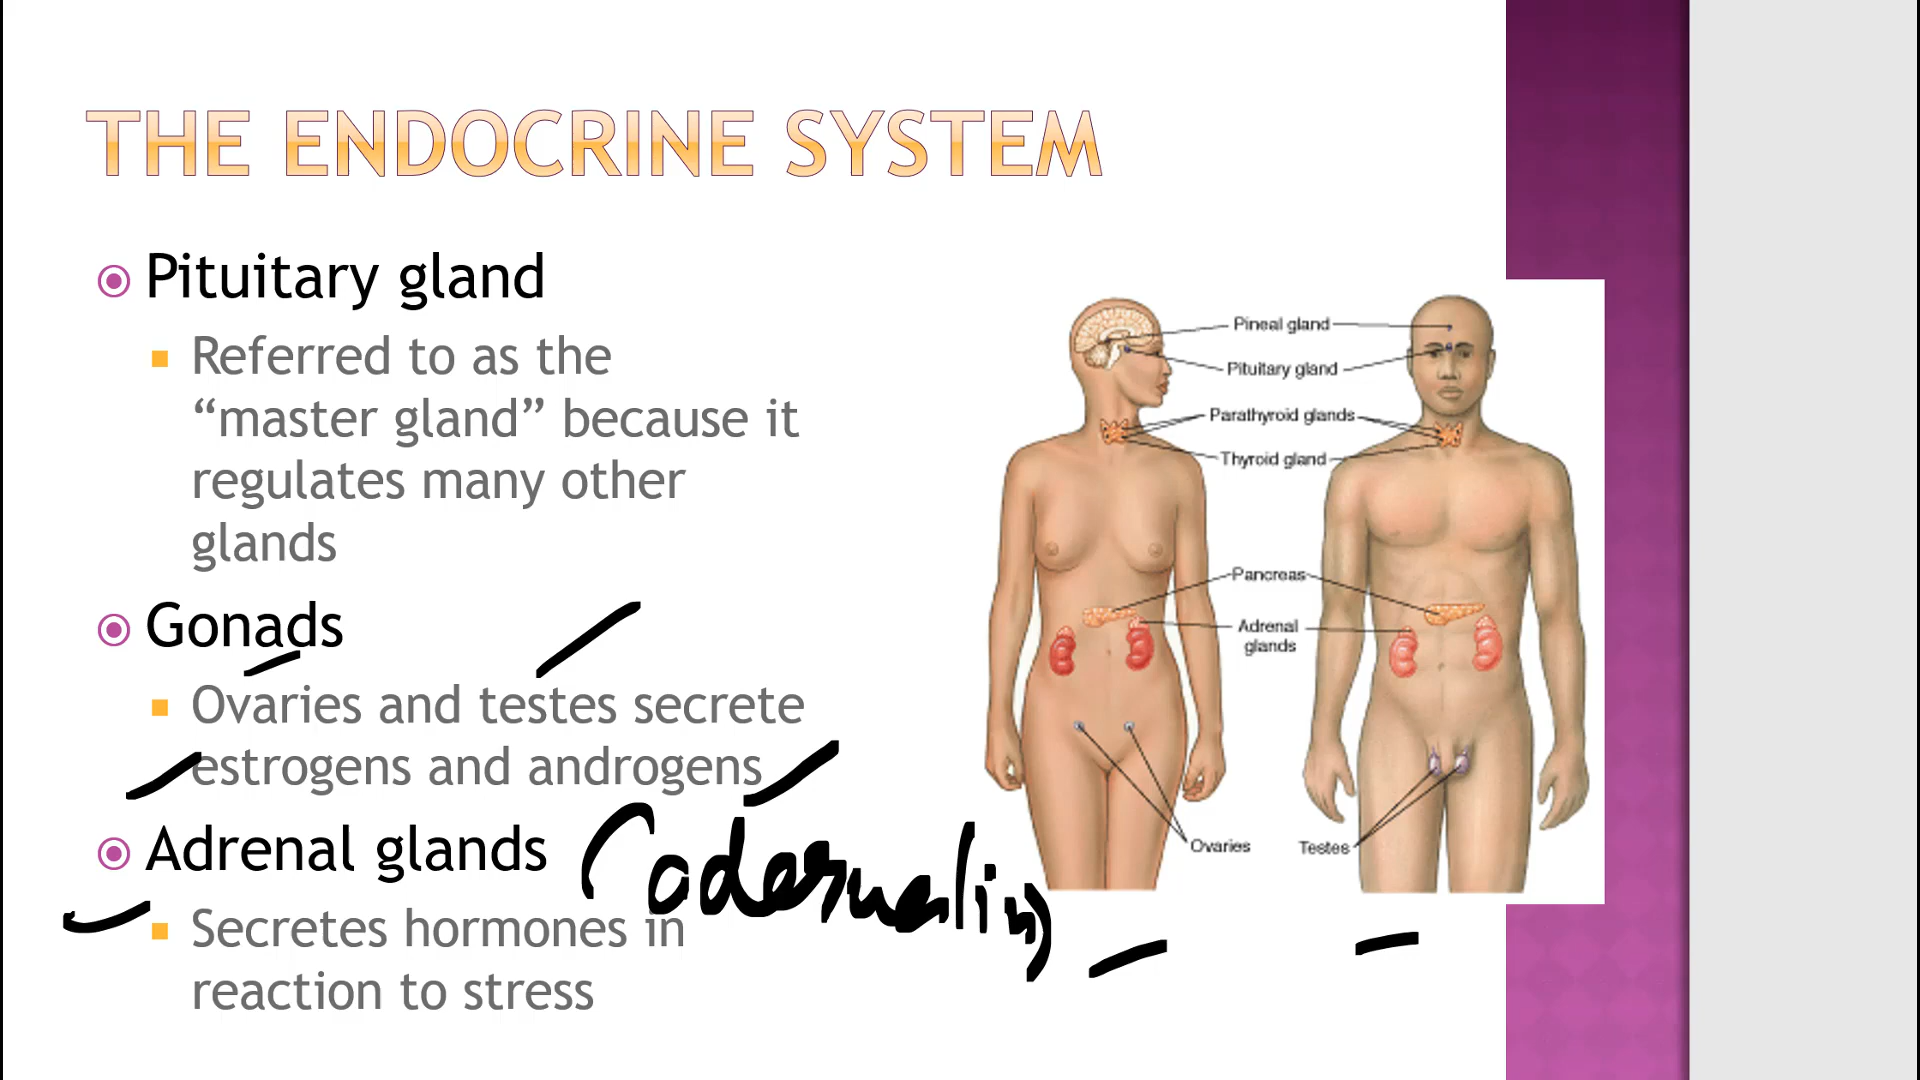 THE ENDOCRINE SYSTEM
Pituitary gland
Referred to as the
“master gland” because it
regulates many other
glands
Gonads
Ovaries and testes secrete
estrogens and androgens
Adrenal glands
Secretes hormones in
reaction to stress
Pineal gland
Pituitary gland
Parathyroid glands
Thyroid gland
Pancreas
Adrenal
glands
Ovaries
Testes